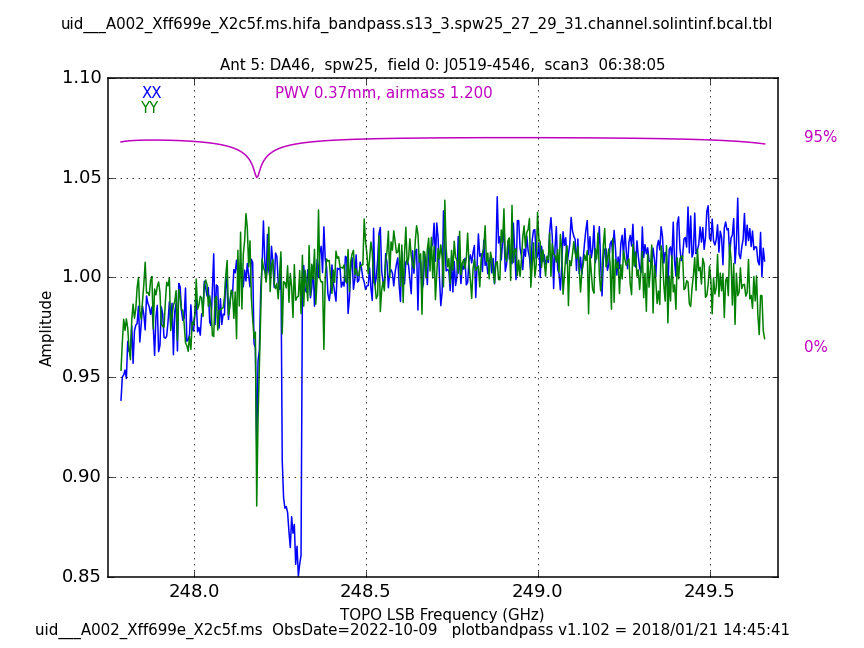 uid___A002_Xff699e_X2c5f.ms.hifa_bandpass.s13_3.spw25_27_29_31.channel.solintinf.bcal.tbl
Ant 5: DA46,  spw25,  field 0: J0519-4546,  scan3  06:38:05
1.10
XX
PWV 0.37mm, airmass 1.200
YY
95%
1.05
1.00
Amplitude
0%
0.95
0.90
0.85
248.0 248.5 249.0 249.5
TOPO LSB Frequency (GHz)
uid___A002_Xff699e_X2c5f.ms  ObsDate=2022-10-09   plotbandpass v1.102 = 2018/01/21 14:45:41